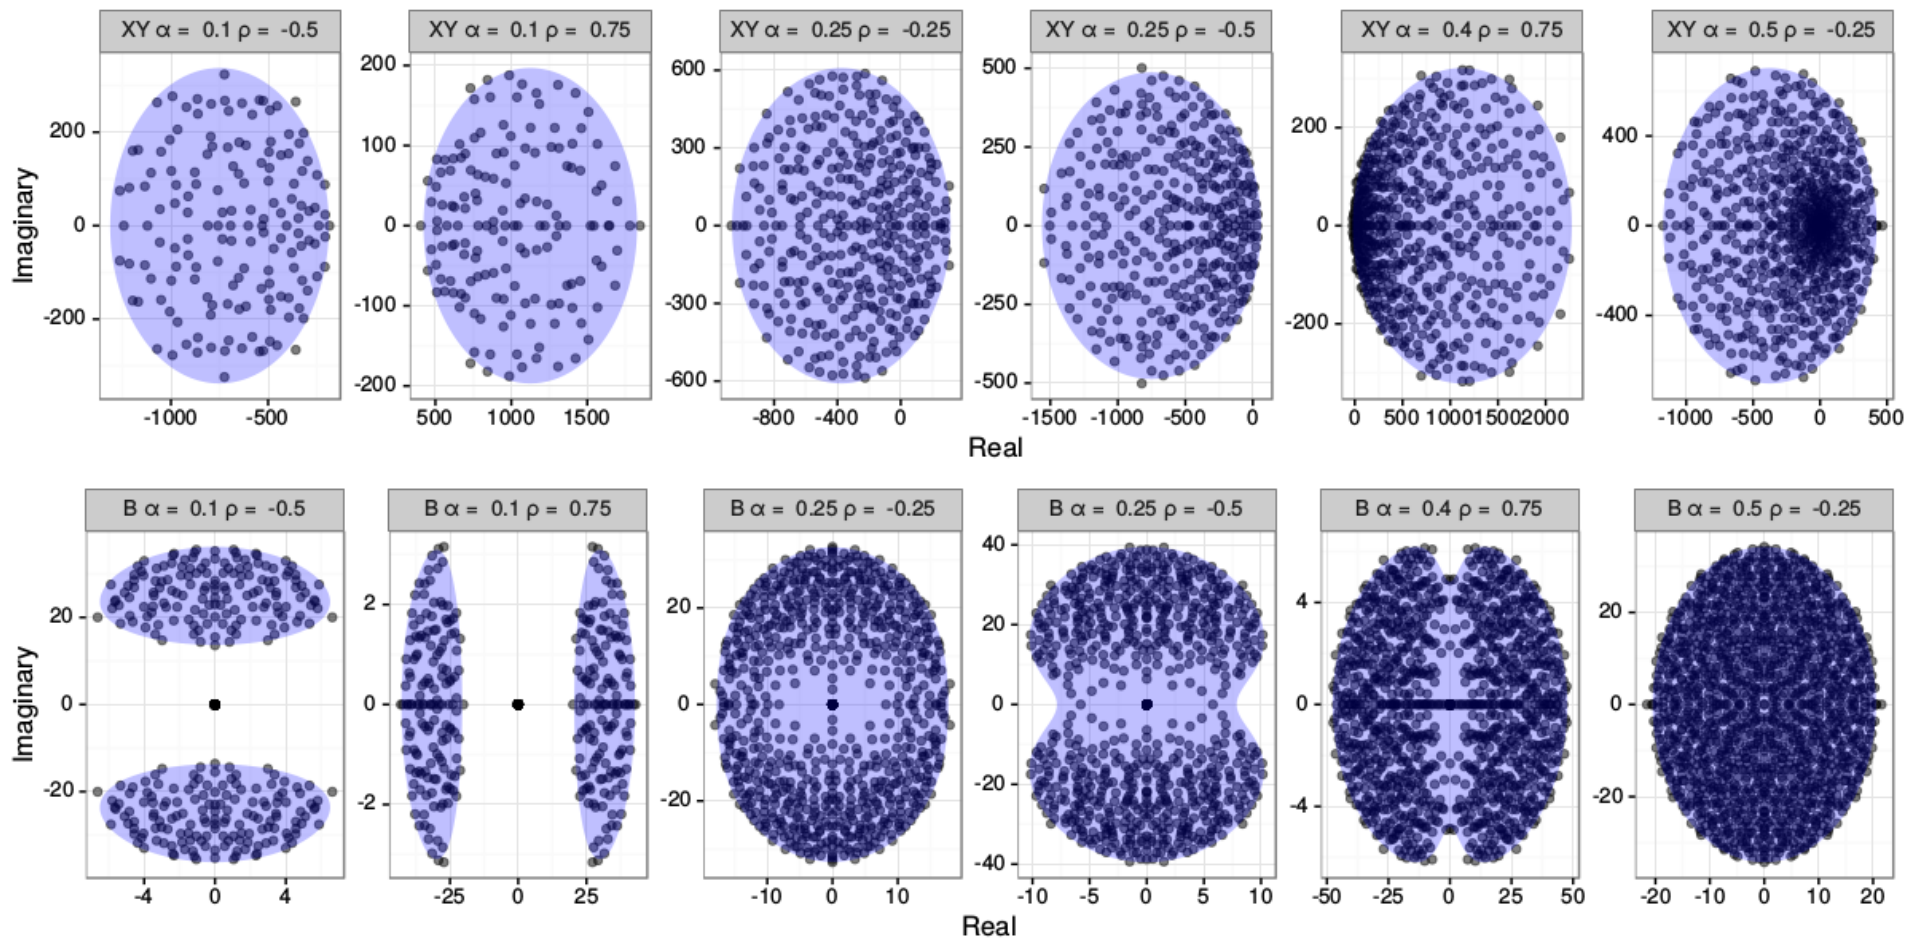 XY α = 0.1 ρ = -0.5
XY α = 0.1 ρ = 0.75
XY α = 0.25 ρ = -0.25
XY α = 0.25 ρ = -0.5
XY α = 0.4 ρ = 0.75
XY α = 0.5 ρ = -0.25
Imaginary
200
0
-200
-1000 -500
200
100
0
-100
-200
500 1000 1500
600
300
0
-300
-600
-800 -400 0
500
250
0
-250
-500
-1500 -1000 -500 0
200
0
-200
0 500 1000 1500 2000
400
0
-400
-1000 -500 0 500
Real
B α = 0.1 ρ = -0.5
B α = 0.1 ρ = 0.75
B α = 0.25 ρ = -0.25
B α = 0.25 ρ = -0.5
B α = 0.4 ρ = 0.75
B α = 0.5 ρ = -0.25
Imaginary
20
0
-20
-4 0 4
2
0
-2
-25 0 25
20
0
-20
-10 0 10
40
20
0
-20
-40
-10 -5 0 5 10
4
0
-4
-50 -25 0 25 50
20
0
-20
-20 -10 0 10 20
Real